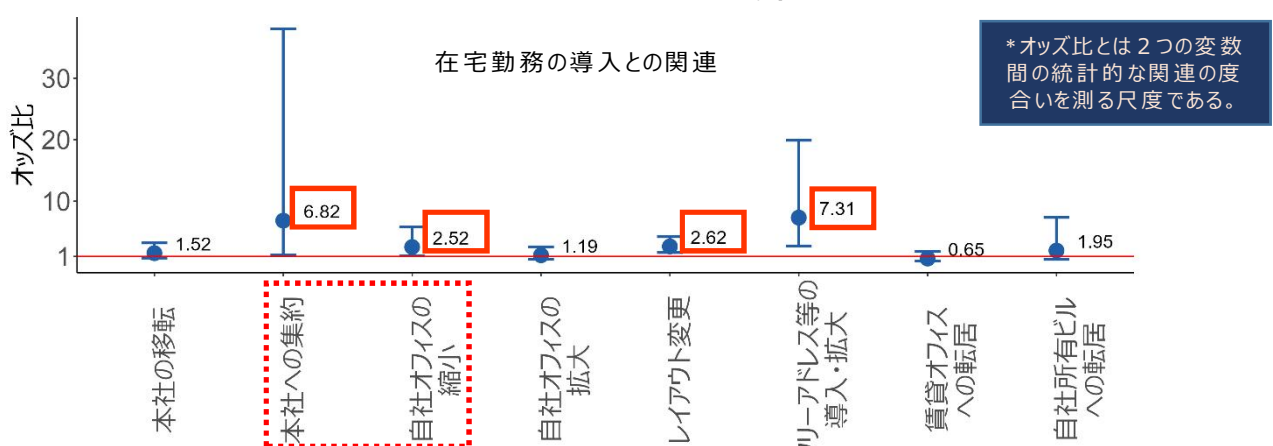 在宅勤務の導入との関連
*オッズ比とは２つの変数
間の統計的な関連の度
合いを測る尺度である。
オッズ比
30
20
10
1
1.52
6.82
2.52
1.19
2.62
7.31
0.65
1.95
本社の移転
本社への集約
自社オフィスの
縮小
自社オフィスの
拡大
レイアウト変更
リーアドレス等の
導入・拡大
賃貸オフィス
への転居
自社所有ビル
への転居